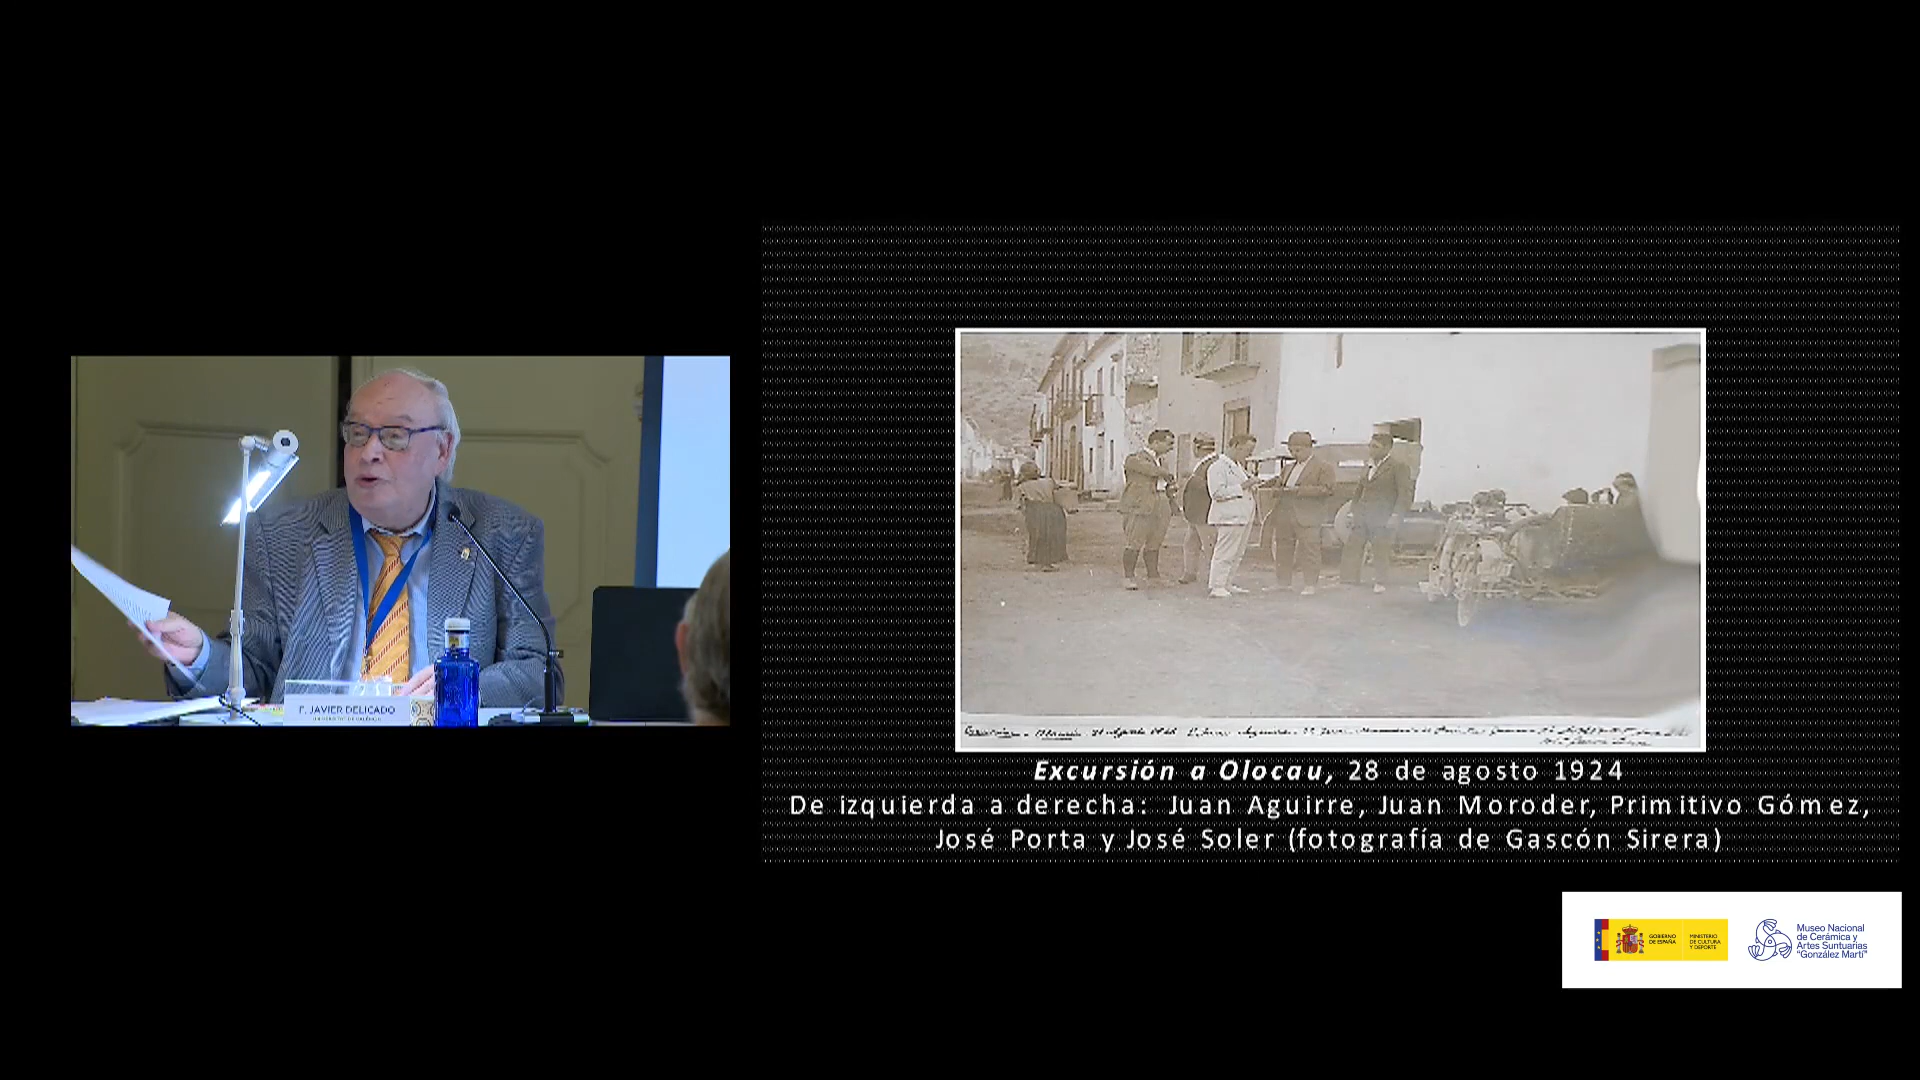 F. JAVIER DELICADO
Excursión a Olocau, 28 de agosto 1924
De izquierda a derecha: Juan Aguirre, Juan Moroder, Primitivo Gómez,
José Porta y José Soler (fotografía de Gascón Sirera)
GOBIERNO
DE ESPAÑA
MINISTERIO
DE CULTURA
Y DEPORTE
Museo Nacional
de Cerámica y
Artes Suntuarias
"González Martí"